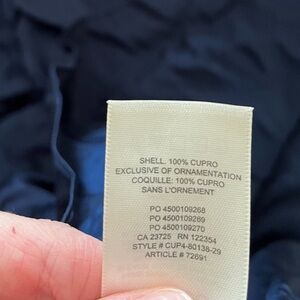 SHELL: 100% CUPRO
EXCLUSIVE OF ORNAMENTATION
COQUILLE: 100% CUPRO
SANS L'ORNEMENT
PO 4500109268
PO 4500109269
PO 4500109270
CA 23725 RN 122354
STYLE # CUP4-80138-29
ARTICLE # 72691